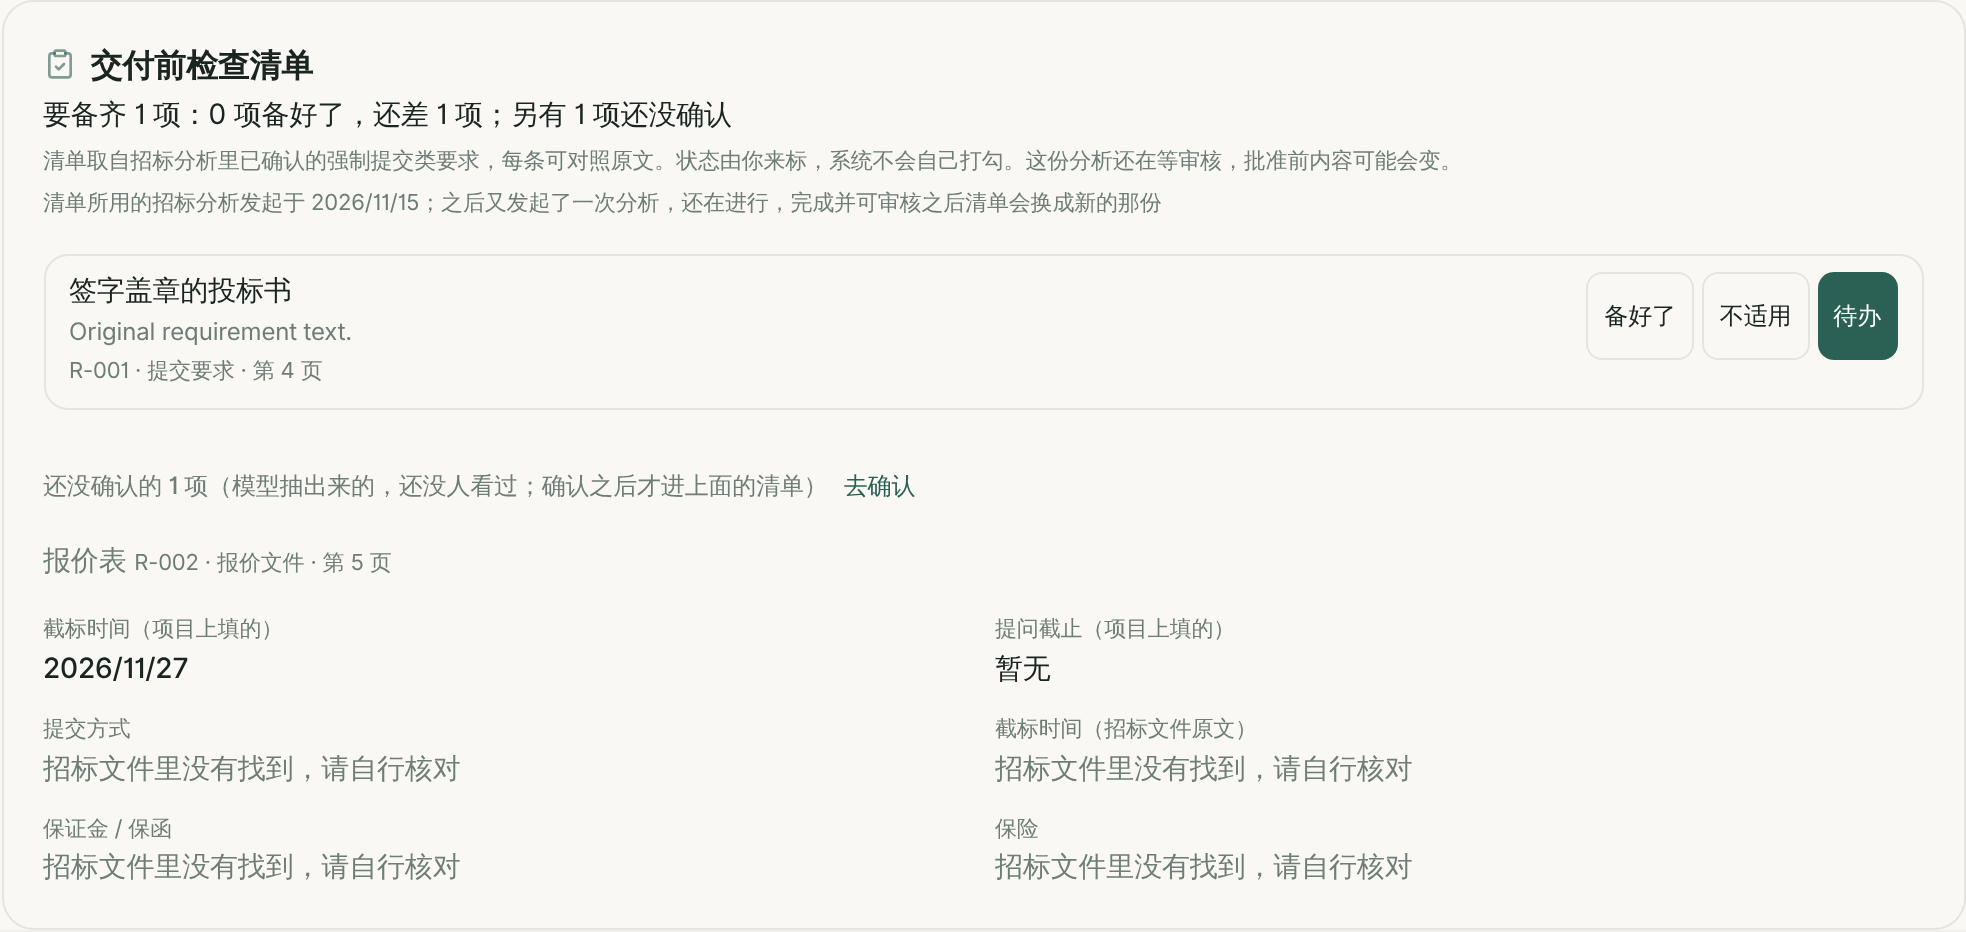 交付前检查清单
要备齐 1 项：0 项备好了，还差 1 项；另有 1 项还没确认
清单取自招标分析里已确认的强制提交类要求，每条可对照原文。状态由你来标，系统不会自己打勾。这份分析还在等审核，批准前内容可能会变。
清单所用的招标分析发起于 2026/11/15；之后又发起了一次分析，还在进行，完成并可审核之后清单会换成新的那份
签字盖章的投标书
Original requirement text.
R-001 · 提交要求 · 第 4 页
备好了 不适用 待办
还没确认的 1 项（模型抽出来的，还没人看过；确认之后才进上面的清单） 去确认
报价表 R-002 · 报价文件 · 第 5 页
截标时间（项目上填的）
2026/11/27
提问截止（项目上填的）
暂无
提交方式
招标文件里没有找到，请自行核对
截标时间（招标文件原文）
招标文件里没有找到，请自行核对
保证金 / 保函
招标文件里没有找到，请自行核对
保险
招标文件里没有找到，请自行核对